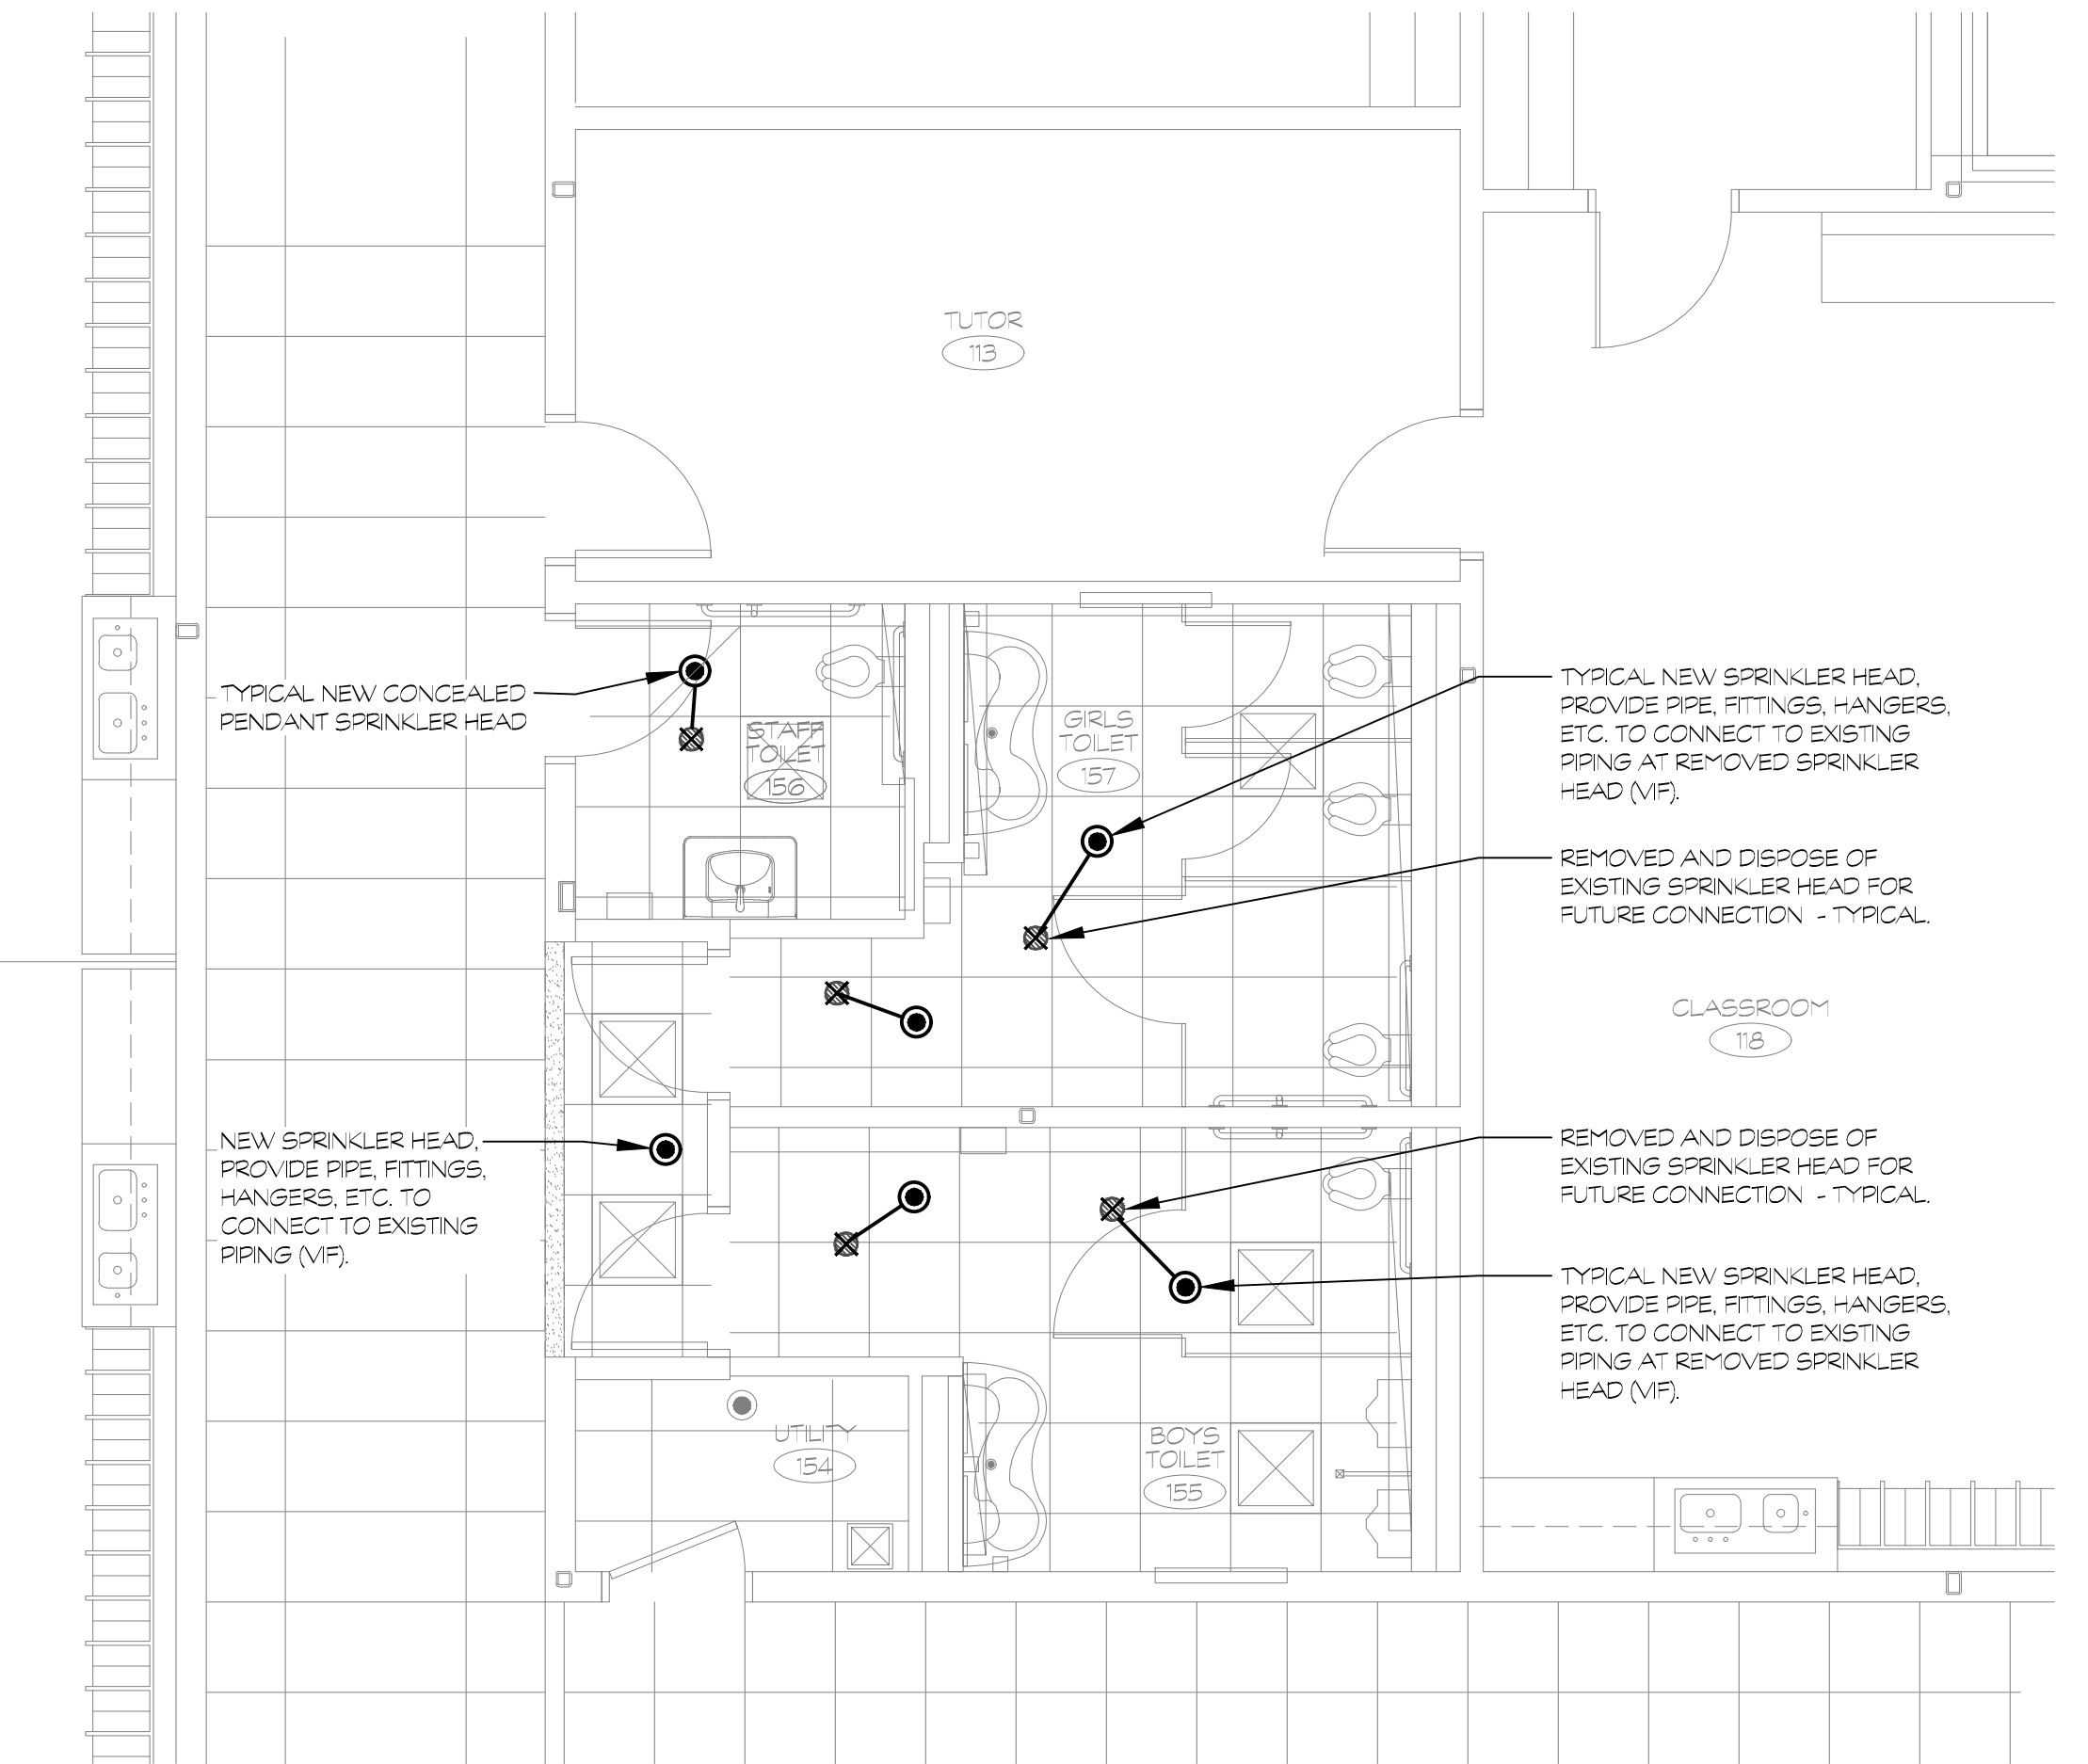 TUTOR
113
TYPICAL NEW CONCEALED
PENDANT SPRINKLER HEAD
STAFF
TOILET
156
GIRLS
TOILET
157
TYPICAL NEW SPRINKLER HEAD,
PROVIDE PIPE, FITTINGS, HANGERS,
ETC. TO CONNECT TO EXISTING
PIPING AT REMOVED SPRINKLER
HEAD (VIF).
REMOVED AND DISPOSE OF
EXISTING SPRINKLER HEAD FOR
FUTURE CONNECTION - TYPICAL.
CLASSROOM
118
NEW SPRINKLER HEAD,
PROVIDE PIPE, FITTINGS,
HANGERS, ETC. TO
CONNECT TO EXISTING
PIPING (VIF).
REMOVED AND DISPOSE OF
EXISTING SPRINKLER HEAD FOR
FUTURE CONNECTION - TYPICAL.
TYPICAL NEW SPRINKLER HEAD,
PROVIDE PIPE, FITTINGS, HANGERS,
ETC. TO CONNECT TO EXISTING
PIPING AT REMOVED SPRINKLER
HEAD (VIF).
UTILITY
154
BOYS
TOILET
155